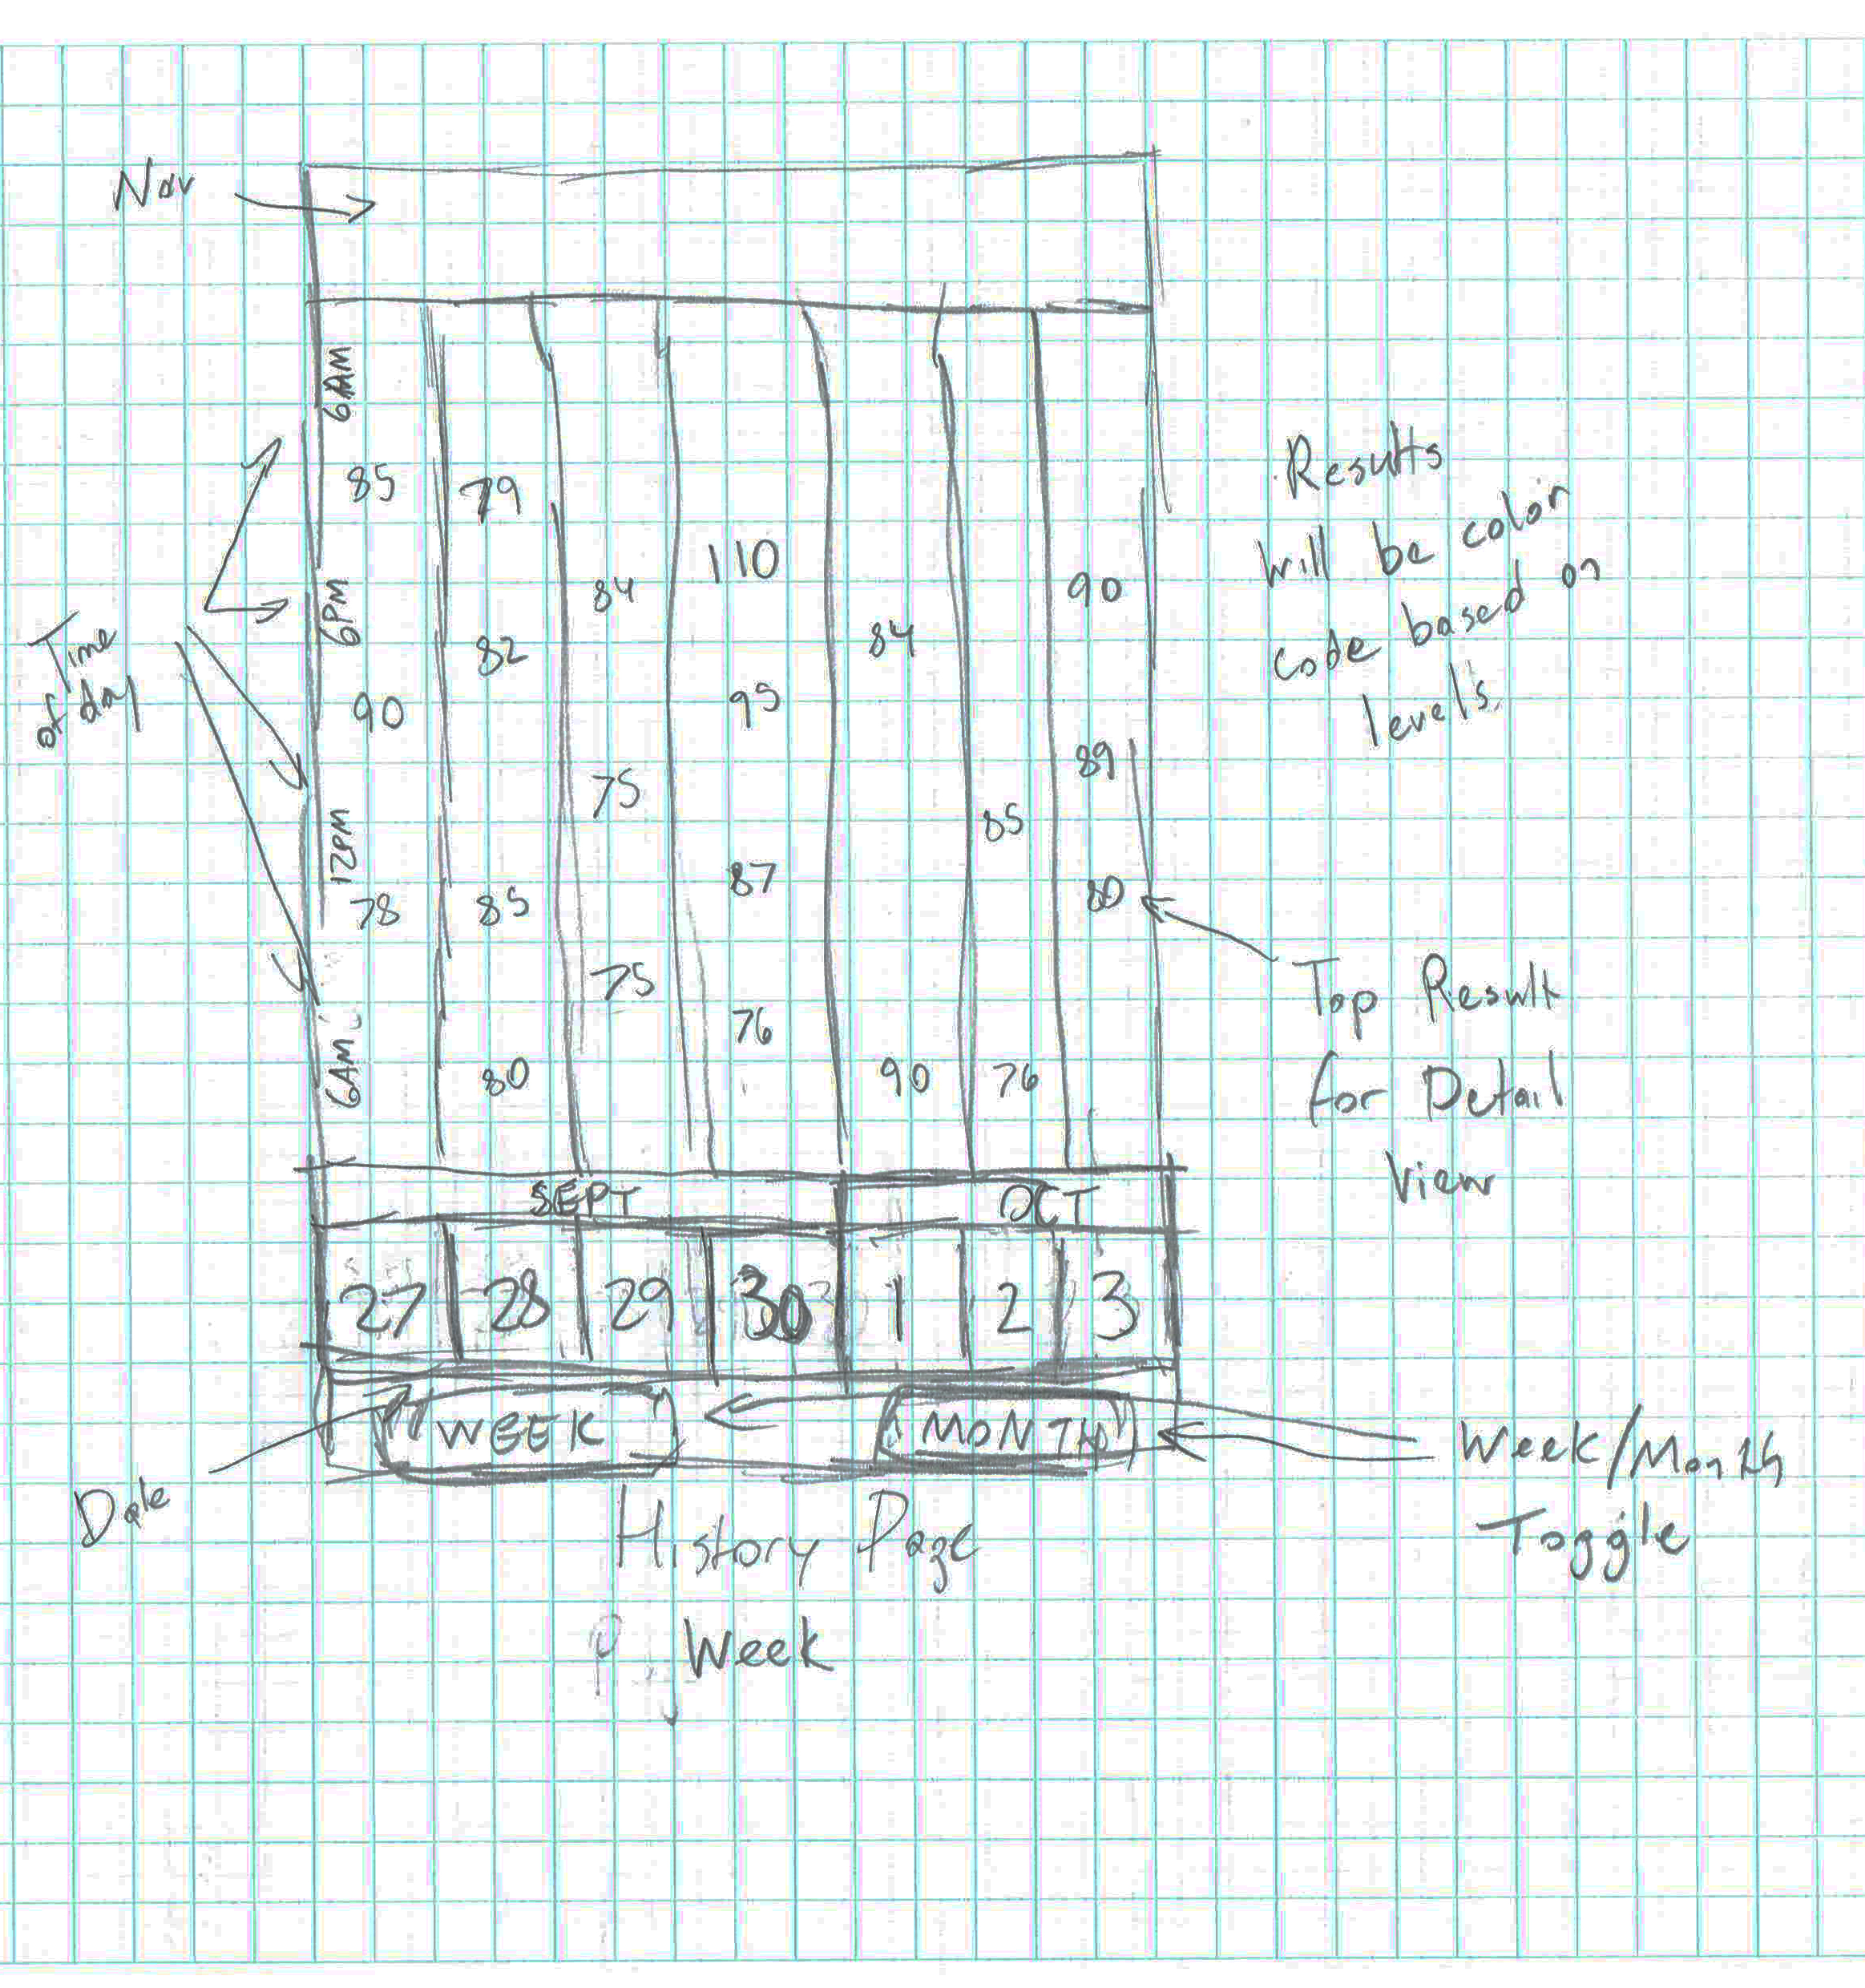 Nav
6AM
85 79
110
84 90
6PM
82 84
Time
of day
90 95
89
75
85
12PM
87
78 85 80
75
76
6AM
80 90 76
SEPT OCT
27 28 29 30 1 2 3
WEEK MONTH
Results
will be color
code based on
levels.
Top Result
for Detail
View
Date
Week/Month
Toggle
History Page
Week